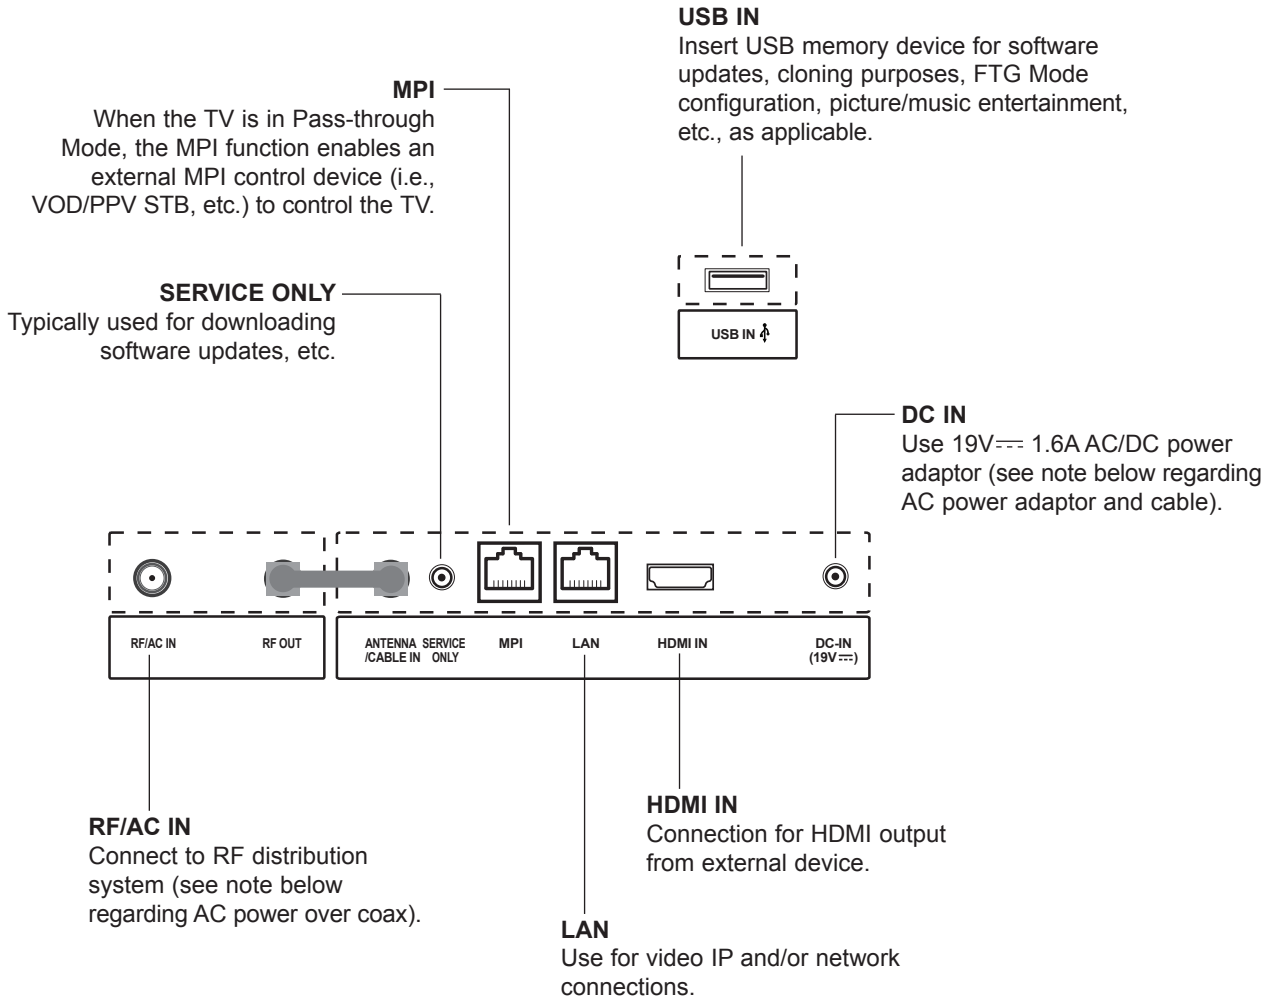 USB IN
Insert USB memory device for software
updates, cloning purposes, FTG Mode
configuration, picture/music entertainment,
etc., as applicable.
MPI
When the TV is in Pass-through
Mode, the MPI function enables an
external MPI control device (i.e.,
VOD/PPV STB, etc.) to control the TV.
SERVICE ONLY
Typically used for downloading
software updates, etc.
USB IN
DC IN
Use 19V⎓ 1.6A AC/DC power
adaptor (see note below regarding
AC power adaptor and cable).
RF/AC IN
RF OUT
ANTENNA
/CABLE IN
SERVICE
ONLY
MPI
LAN
HDMI IN
DC-IN
(19V⎓)
RF/AC IN
Connect to RF distribution
system (see note below
regarding AC power over coax).
HDMI IN
Connection for HDMI output
from external device.
LAN
Use for video IP and/or network
connections.